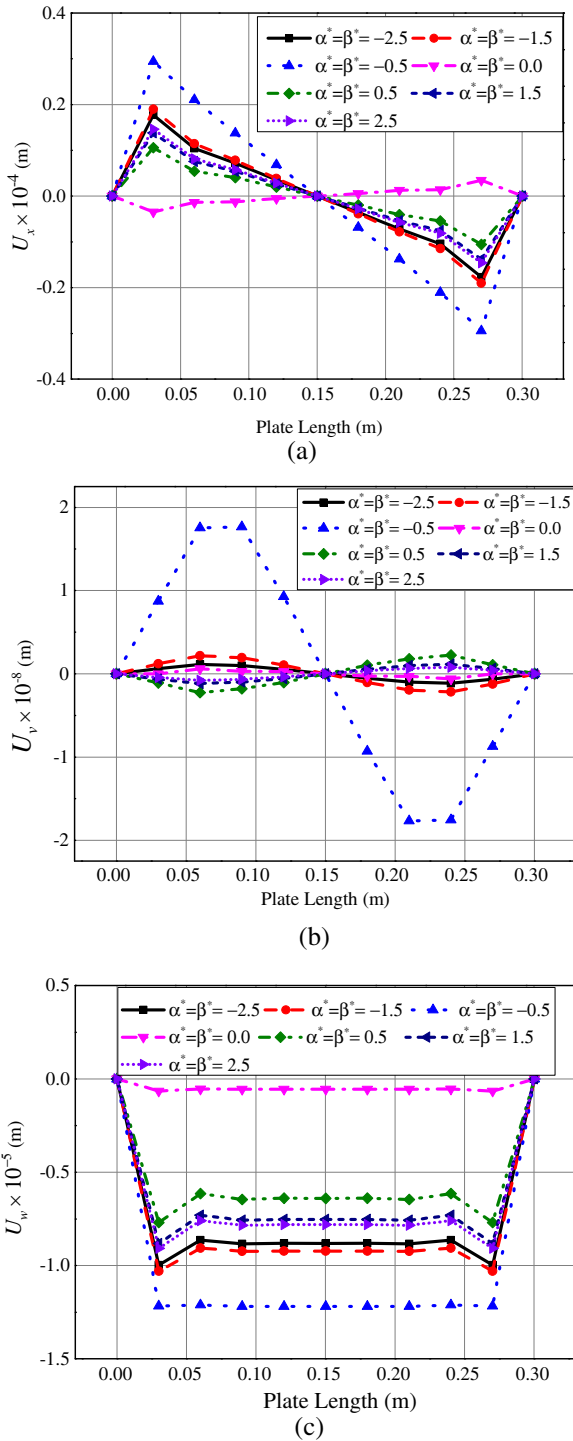 0.4
α*=β*= −2.5 α*=β*= −1.5
α*=β*= −0.5 α*=β*= 0.0
α*=β*= 0.5 α*=β*= 1.5
α*=β*= 2.5
0.2
0.0
-0.2
-0.4
U_x × 10⁻⁴ (m)
0.00 0.05 0.10 0.15 0.20 0.25 0.30
Plate Length (m)
(a)
2
α*=β*= −2.5 α*=β*= −1.5
α*=β*= −0.5 α*=β*= 0.0
α*=β*= 0.5 α*=β*= 1.5
α*=β*= 2.5
1
0
-1
-2
U_v × 10⁻⁸ (m)
0.00 0.05 0.10 0.15 0.20 0.25 0.30
Plate Length (m)
(b)
0.5
α*=β*= −2.5 α*=β*= −1.5 α*=β*= −0.5
α*=β*= 0.0 α*=β*= 0.5 α*=β*= 1.5
α*=β*= 2.5
0.0
-0.5
-1.0
-1.5
U_w × 10⁻⁵ (m)
0.00 0.05 0.10 0.15 0.20 0.25 0.30
Plate Length (m)
(c)